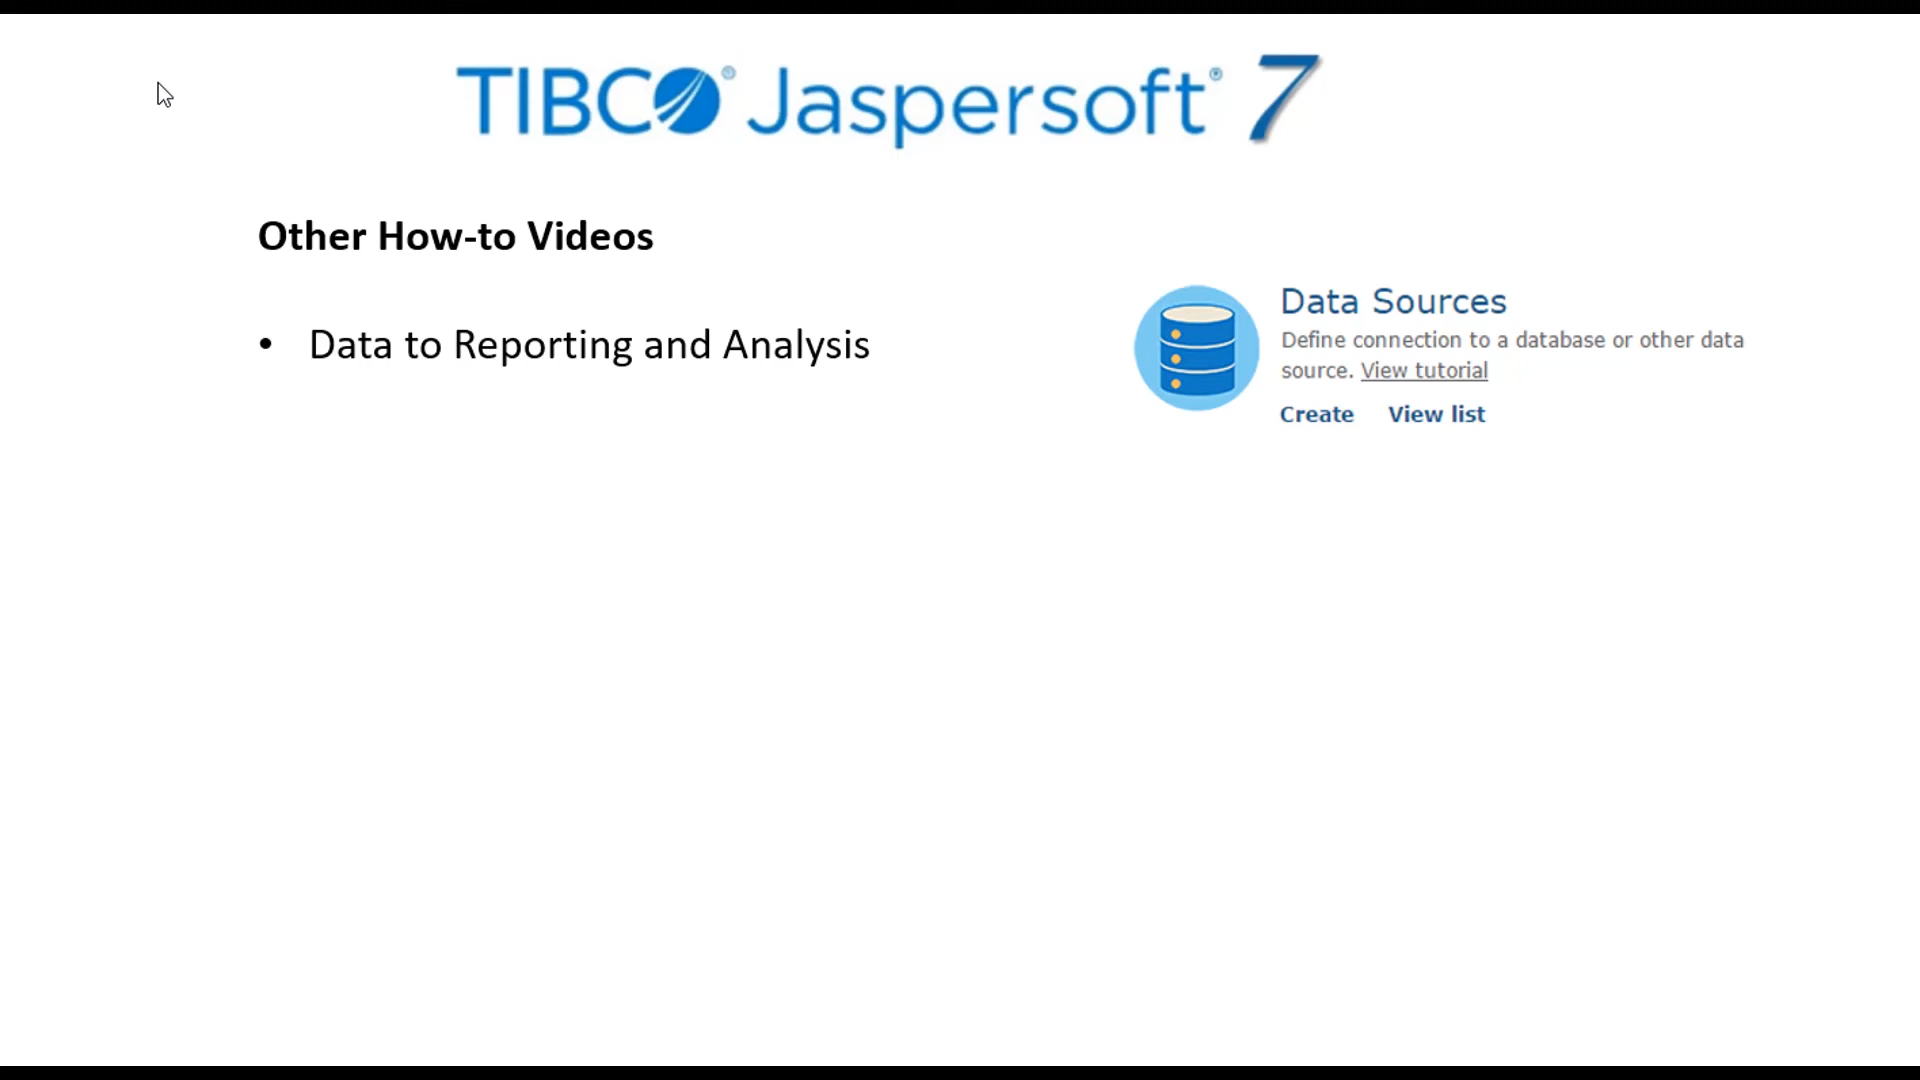 TIBCO® Jaspersoft® 7
Other How-to Videos
• Data to Reporting and Analysis
Data Sources
Define connection to a database or other data
source. View tutorial
Create View list